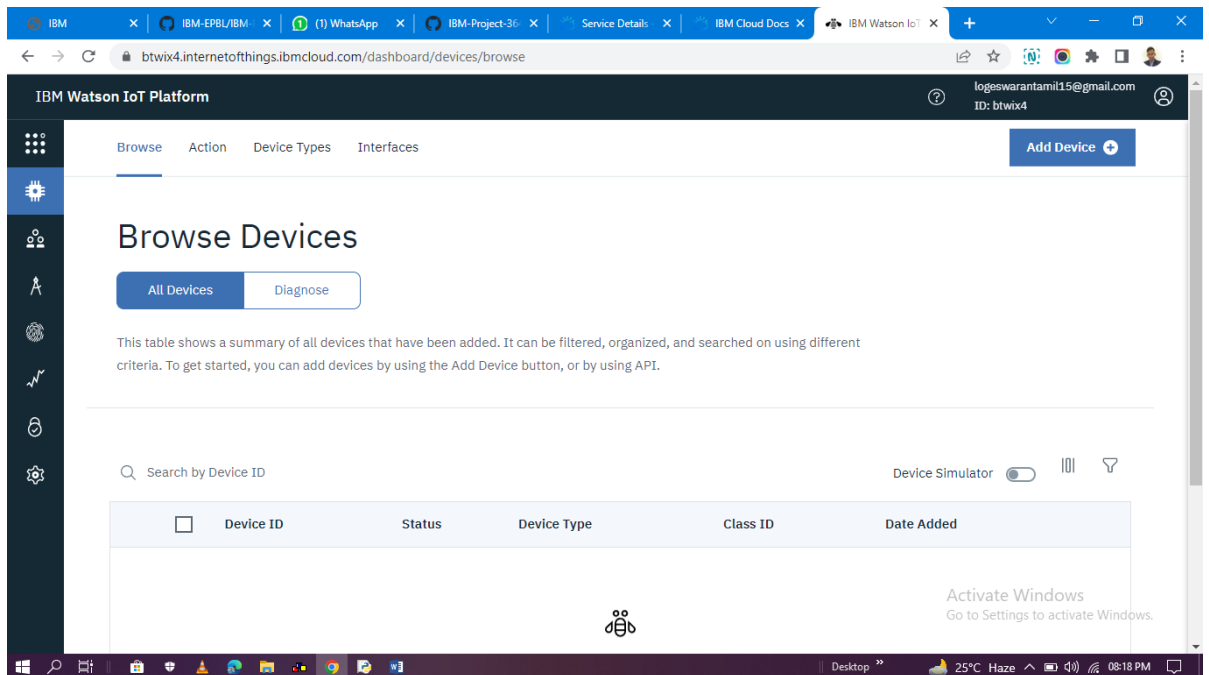 IBM
IBM-EPBL/IBM-
(1) WhatsApp
IBM-Project-36
Service Details
IBM Cloud Docs
IBM Watson IoT
btwix4.internetofthings.ibmcloud.com/dashboard/devices/browse
IBM Watson IoT Platform
logeswarantamil15@gmail.com
ID: btwix4
Browse Action Device Types Interfaces
Add Device
Browse Devices
All Devices Diagnose
This table shows a summary of all devices that have been added. It can be filtered, organized, and searched on using different
criteria. To get started, you can add devices by using the Add Device button, or by using API.
Search by Device ID
Device Simulator
Device ID Status Device Type Class ID Date Added
Activate Windows
Go to Settings to activate Windows.
Desktop
25°C Haze
08:18 PM